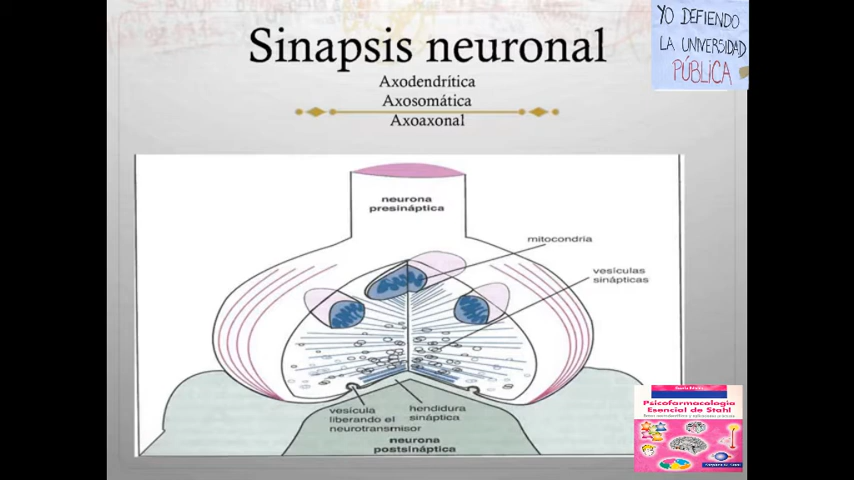 Sinapsis neuronal
Axodendrítica
Axosomática
Axoaxonal
YO DEFIENDO
LA UNIVERSIDAD
PÚBLICA
neurona
presináptica
mitocondria
vesículas
sinápticas
vesícula
liberando el
neurotransmisor
hendidura
sináptica
neurona
postsináptica
Psicofarmacología
Esencial de Stahl